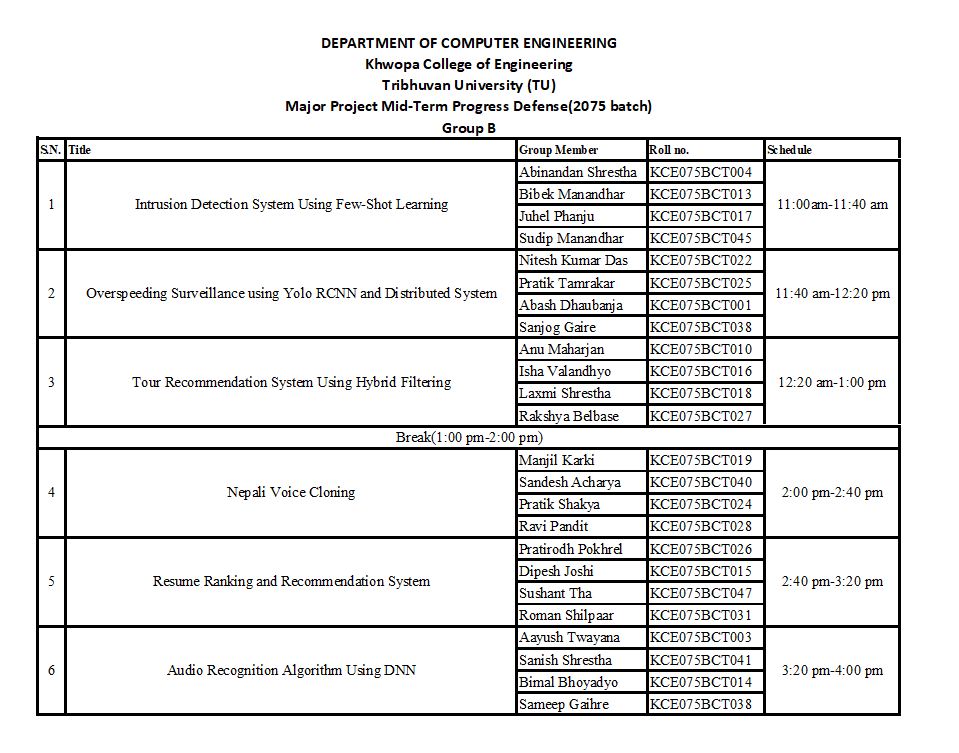 DEPARTMENT OF COMPUTER ENGINEERING
Khwopa College of Engineering
Tribhuvan University (TU)
Major Project Mid-Term Progress Defense(2075 batch)
Group B
S.N. Title Group Member Roll no. Schedule
1 Intrusion Detection System Using Few-Shot Learning 11:00am-11:40 am
Abinandan Shrestha KCE075BCT004
Bibek Manandhar KCE075BCT013
Juhel Phanju KCE075BCT017
Sudip Manandhar KCE075BCT045
2 Overspeeding Surveillance using Yolo RCNN and Distributed System 11:40 am-12:20 pm
Nitesh Kumar Das KCE075BCT022
Pratik Tamrakar KCE075BCT025
Abash Dhaubanja KCE075BCT001
Sanjog Gaire KCE075BCT038
3 Tour Recommendation System Using Hybrid Filtering 12:20 am-1:00 pm
Anu Maharjan KCE075BCT010
Isha Valandhyo KCE075BCT016
Laxmi Shrestha KCE075BCT018
Rakshya Belbase KCE075BCT027
Break(1:00 pm-2:00 pm)
4 Nepali Voice Cloning 2:00 pm-2:40 pm
Manjil Karki KCE075BCT019
Sandesh Acharya KCE075BCT040
Pratik Shakya KCE075BCT024
Ravi Pandit KCE075BCT028
5 Resume Ranking and Recommendation System 2:40 pm-3:20 pm
Pratirodh Pokhrel KCE075BCT026
Dipesh Joshi KCE075BCT015
Sushant Tha KCE075BCT047
Roman Shilpaar KCE075BCT031
6 Audio Recognition Algorithm Using DNN 3:20 pm-4:00 pm
Aayush Twayana KCE075BCT003
Sanish Shrestha KCE075BCT041
Bimal Bhoyadyo KCE075BCT014
Sameep Gaihre KCE075BCT038